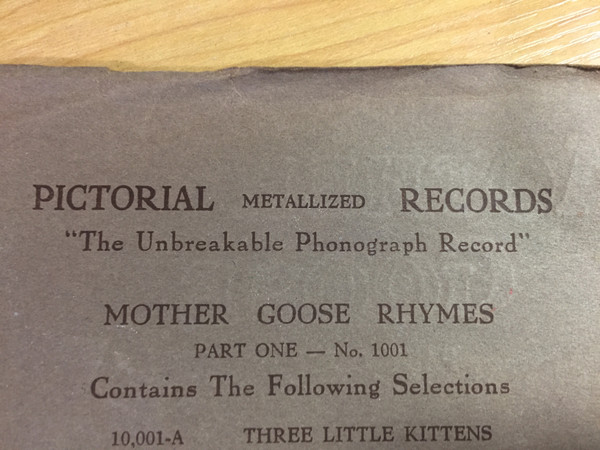 PICTORIAL METALLIZED RECORDS
"The Unbreakable Phonograph Record"
MOTHER GOOSE RHYMES
PART ONE — No. 1001
Contains The Following Selections
10,001-A THREE LITTLE KITTENS